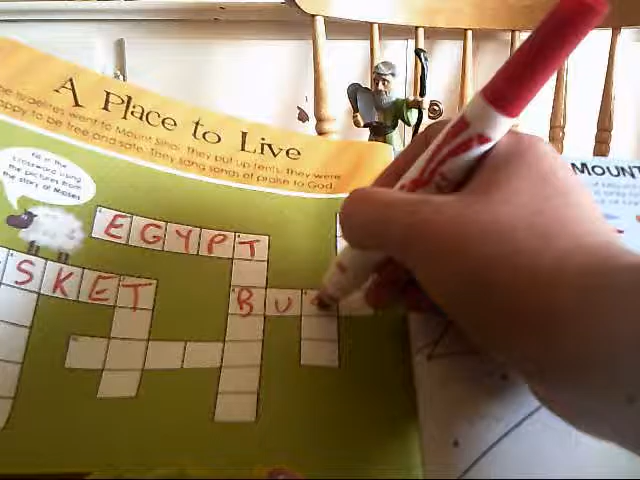 A Place to Live
he Israelites went to Mount Sinai. They put up tents. They were
appy to be free and safe. They sang songs of praise to God.
Fill in the
crossword using
the pictures from
the story of Moses.
MOUNT
EGYPT
SKET
BU